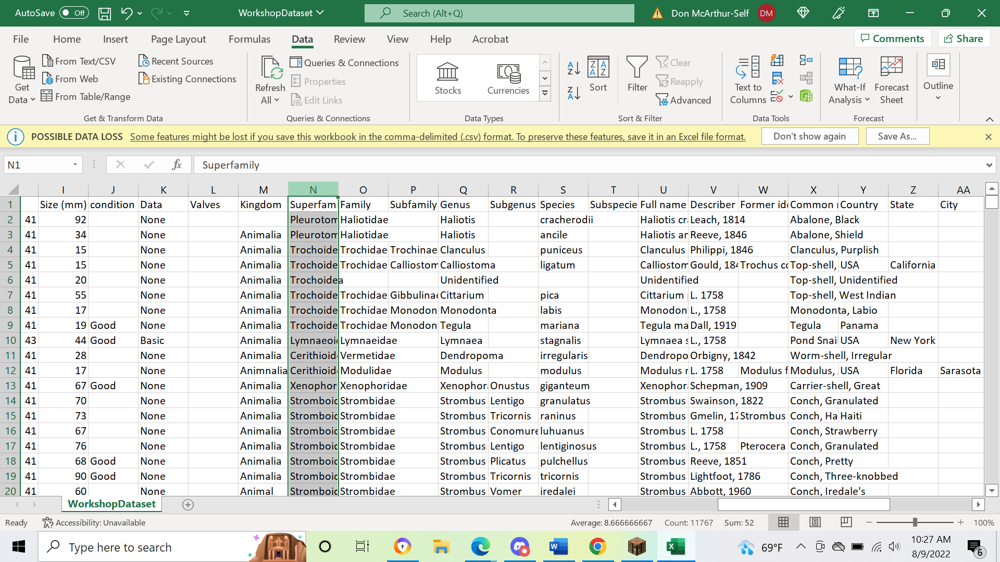 AutoSave Off WorkshopDataset Search (Alt+Q) Don McArthur-Self DM
File Home Insert Page Layout Formulas Data Review View Help Acrobat Comments Share
Get Data From Text/CSV From Web From Table/Range Recent Sources Existing Connections
Get & Transform Data
Refresh All Queries & Connections Properties Edit Links
Queries & Connections
Stocks Currencies
Data Types
Sort Filter Clear Reapply Advanced
Sort & Filter
Text to Columns
Data Tools
What-If Analysis Forecast Sheet
Forecast
Outline
POSSIBLE DATA LOSS Some features might be lost if you save this workbook in the comma-delimited (.csv) format. To preserve these features, save it in an Excel file format. Don't show again Save As...
N1 fx Superfamily
I J K L M N O P Q R S T U V W X Y Z AA
1 Size (mm) condition Data Valves Kingdom Superfami Family Subfamily Genus Subgenus Species Subspecie Full name Describer Former ide Common Country State City
2 41 92 None Pleurotom Haliotidae Haliotis cracherodii Haliotis cr Leach, 1814 Abalone, Black
3 41 34 None Animalia Pleurotom Haliotidae Haliotis ancile Haliotis an Reeve, 1846 Abalone, Shield
4 41 15 None Animalia Trochoide Trochidae Trochinae Clanculus puniceus Clanculus Philippi, 1846 Clanculus, Purplish
5 41 15 None Animalia Trochoide Trochidae Calliostom Calliostoma ligatum Calliostom Gould, 184 Trochus co Top-shell, USA California
6 41 20 None Animalia Trochoidea Unidentified Unidentified Top-shell, Unidentified
7 41 55 None Animalia Trochoide Trochidae Gibbulinae Cittarium pica Cittarium L. 1758 Top-shell, West Indian
8 41 17 None Animalia Trochoide Trochidae Monodon Monodonta labis Monodon L., 1758 Monodonta, Labio
9 41 19 Good None Animalia Trochoide Trochidae Monodon Tegula mariana Tegula ma Dall, 1919 Tegula Panama
10 43 44 Good Basic Animalia Lymnaeoi Lymnaeidae Lymnaea stagnalis Lymnaea s L., 1758 Pond Snai USA New York
11 41 28 None Animalia Cerithioid Vermetidae Dendropoma irregularis Dendropo Orbigny, 1842 Worm-shell, Irregular
12 41 17 None Animnalia Cerithioid Modulidae Modulus modulus Modulus m L. 1758 Modulus f Modulus, USA Florida Sarasota
13 41 67 Good None Animalia Xenophor Xenophoridae Xenophora Onustus giganteum Xenophor Schepman, 1909 Carrier-shell, Great
14 41 70 None Animalia Stromboid Strombidae Strombus Lentigo granulatus Strombus Swainson, 1822 Conch, Granulated
15 41 73 None Animalia Stromboid Strombidae Strombus Tricornis raninus Strombus Gmelin, 17 Strombus Conch, Ha Haiti
16 41 67 None Animalia Stromboid Strombidae Strombus Conomure luhuanus Strombus L. 1758 Conch, Strawberry
17 41 76 None Animalia Stromboid Strombidae Strombus Lentigo lentiginosus Strombus L., 1758 Pterocera Conch, Granulated
18 41 68 Good None Animalia Stromboid Strombidae Strombus Plicatus pulchellus Strombus Reeve, 1851 Conch, Pretty
19 41 90 Good None Animalia Stromboid Strombidae Strombus Tricornis tricornis Strombus Lightfoot, 1786 Conch, Three-knobbed
20 41 60 None Animal Stromboid Strombidae Strombus Vomer iredalei Strombus Abbott, 1960 Conch, Iredale's
WorkshopDataset
Ready Accessibility: Unavailable Average: 8.666666667 Count: 11767 Sum: 52 100%
Type here to search 69°F 10:27 AM
8/9/2022 6